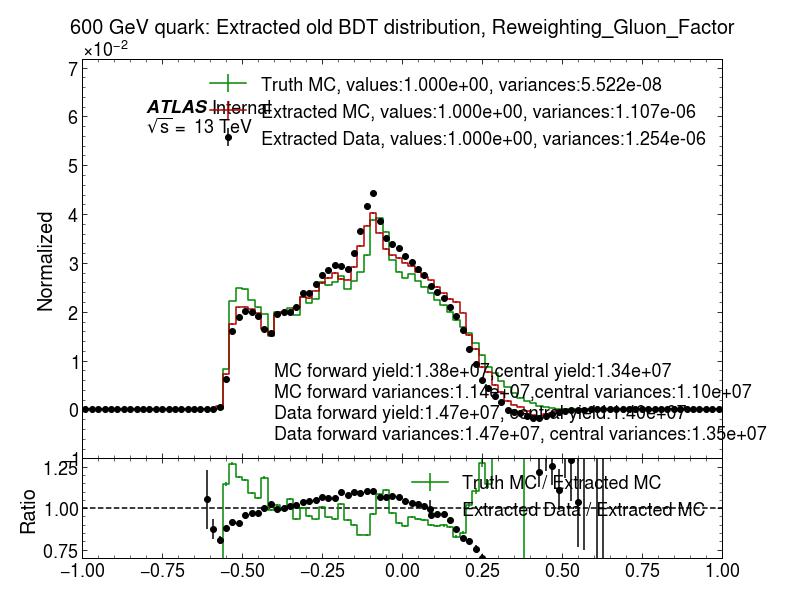 600 GeV quark: Extracted old BDT distribution, Reweighting_Gluon_Factor
×10⁻²
Truth MC, values:1.000e+00, variances:5.522e-08
ATLAS Internal
Extracted MC, values:1.000e+00, variances:1.107e-06
√s = 13 TeV
Extracted Data, values:1.000e+00, variances:1.254e-06
7
6
5
4
3
2
1
0
1
Normalized
MC forward yield:1.38e+07,central yield:1.34e+07
MC forward variances:1.14e+07,central variances:1.10e+07
Data forward yield:1.47e+07, central yield:1.40e+07
Data forward variances:1.47e+07, central variances:1.35e+07
1.25
1.00
0.75
Ratio
Truth MC / Extracted MC
Extracted Data / Extracted MC
−1.00 −0.75 −0.50 −0.25 0.00 0.25 0.50 0.75 1.00